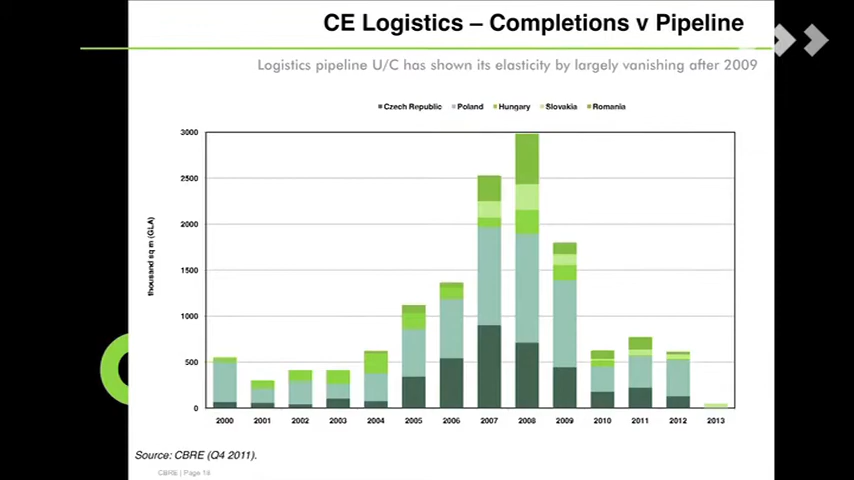 CE Logistics – Completions v Pipeline
Logistics pipeline U/C has shown its elasticity by largely vanishing after 2009
Czech Republic Poland Hungary Slovakia Romania
3000
2500
2000
1500
1000
500
0
thousand sq m (GLA)
2000 2001 2002 2003 2004 2005 2006 2007 2008 2009 2010 2011 2012 2013
Source: CBRE (Q4 2011).
CBRE | Page 18